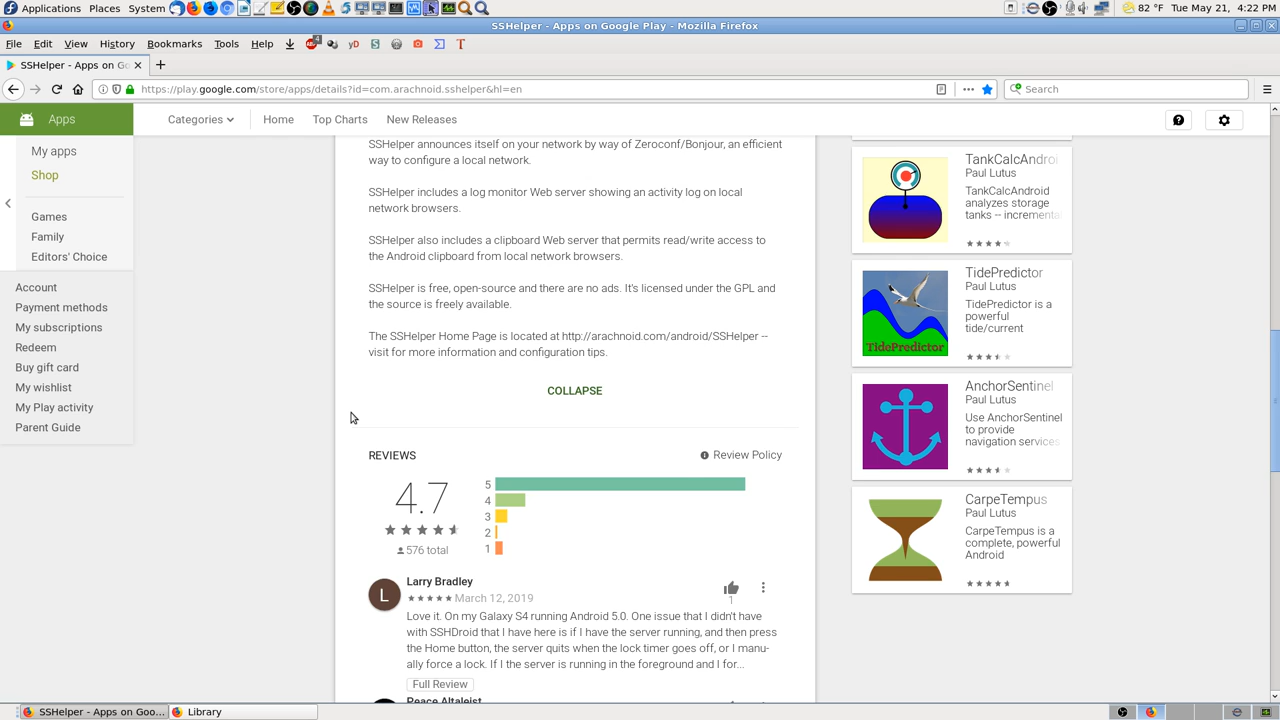 Applications Places System 82 °F Tue May 21, 4:22 PM
SSHelper - Apps on Google Play - Mozilla Firefox
File Edit View History Bookmarks Tools Help
SSHelper - Apps on Go
https://play.google.com/store/apps/details?id=com.arachnoid.sshelper&hl=en
Search
Apps
Categories Home Top Charts New Releases
My apps
Shop
Games
Family
Editors' Choice
Account
Payment methods
My subscriptions
Redeem
Buy gift card
My wishlist
My Play activity
Parent Guide
SSHelper announces itself on your network by way of Zeroconf/Bonjour, an efficient
way to configure a local network.
SSHelper includes a log monitor Web server showing an activity log on local
network browsers.
SSHelper also includes a clipboard Web server that permits read/write access to
the Android clipboard from local network browsers.
SSHelper is free, open-source and there are no ads. It's licensed under the GPL and
the source is freely available.
The SSHelper Home Page is located at http://arachnoid.com/android/SSHelper --
visit for more information and configuration tips.
COLLAPSE
REVIEWS
Review Policy
4.7
576 total
5
4
3
2
1
L
Larry Bradley
March 12, 2019
1
Love it. On my Galaxy S4 running Android 5.0. One issue that I didn't have
with SSHDroid that I have here is if I have the server running, and then press
the Home button, the server quits when the lock timer goes off, or I manu-
ally force a lock. If I the server is running in the foreground and I for...
Full Review
Peace Altaleist
TankCalcAndroi
Paul Lutus
TankCalcAndroid
analyzes storage
tanks -- incrementa
TidePredictor
TidePredictor
Paul Lutus
TidePredictor is a
powerful
tide/current
AnchorSentinel
Paul Lutus
Use AnchorSentinel
to provide
navigation services
CarpeTempus
Paul Lutus
CarpeTempus is a
complete, powerful
Android
SSHelper - Apps on Goo...
Library